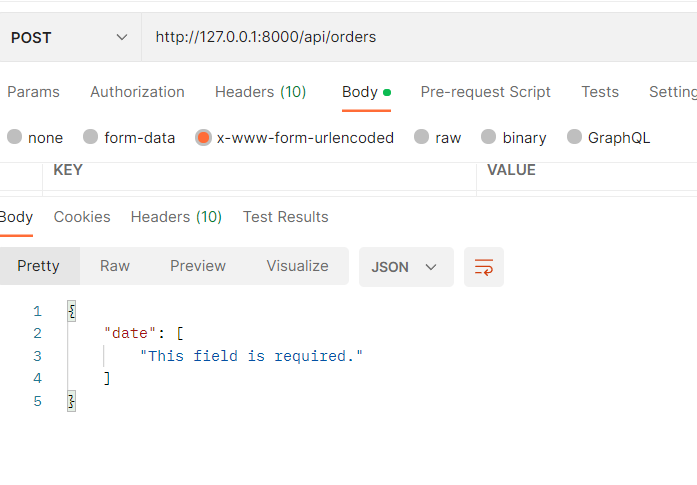 POST http://127.0.0.1:8000/api/orders
Params Authorization Headers (10) Body Pre-request Script Tests Setting
none form-data x-www-form-urlencoded raw binary GraphQL
KEY VALUE
Body Cookies Headers (10) Test Results
Pretty Raw Preview Visualize JSON
1 {
2 "date": [
3 "This field is required."
4 ]
5 }